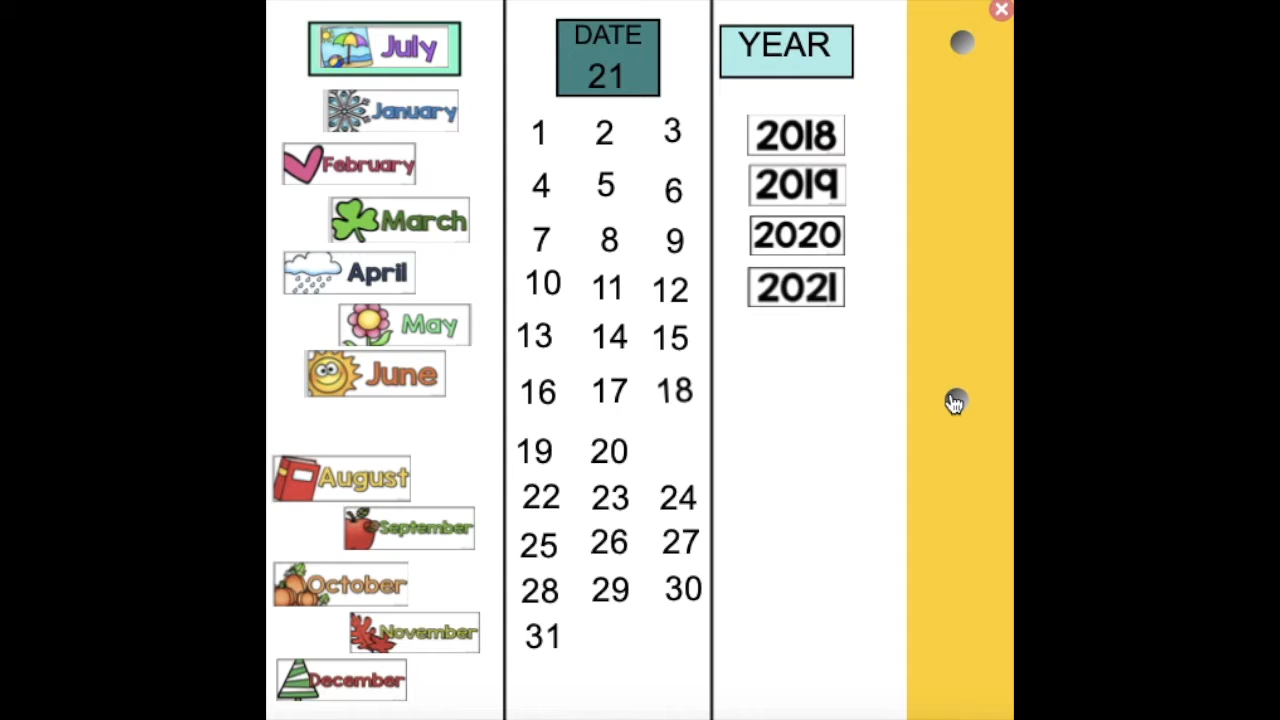 July
January
February
March
April
May
June
August
September
October
November
December
DATE
21
1 2 3
4 5 6
7 8 9
10 11 12
13 14 15
16 17 18
19 20
22 23 24
25 26 27
28 29 30
31
YEAR
2018
2019
2020
2021